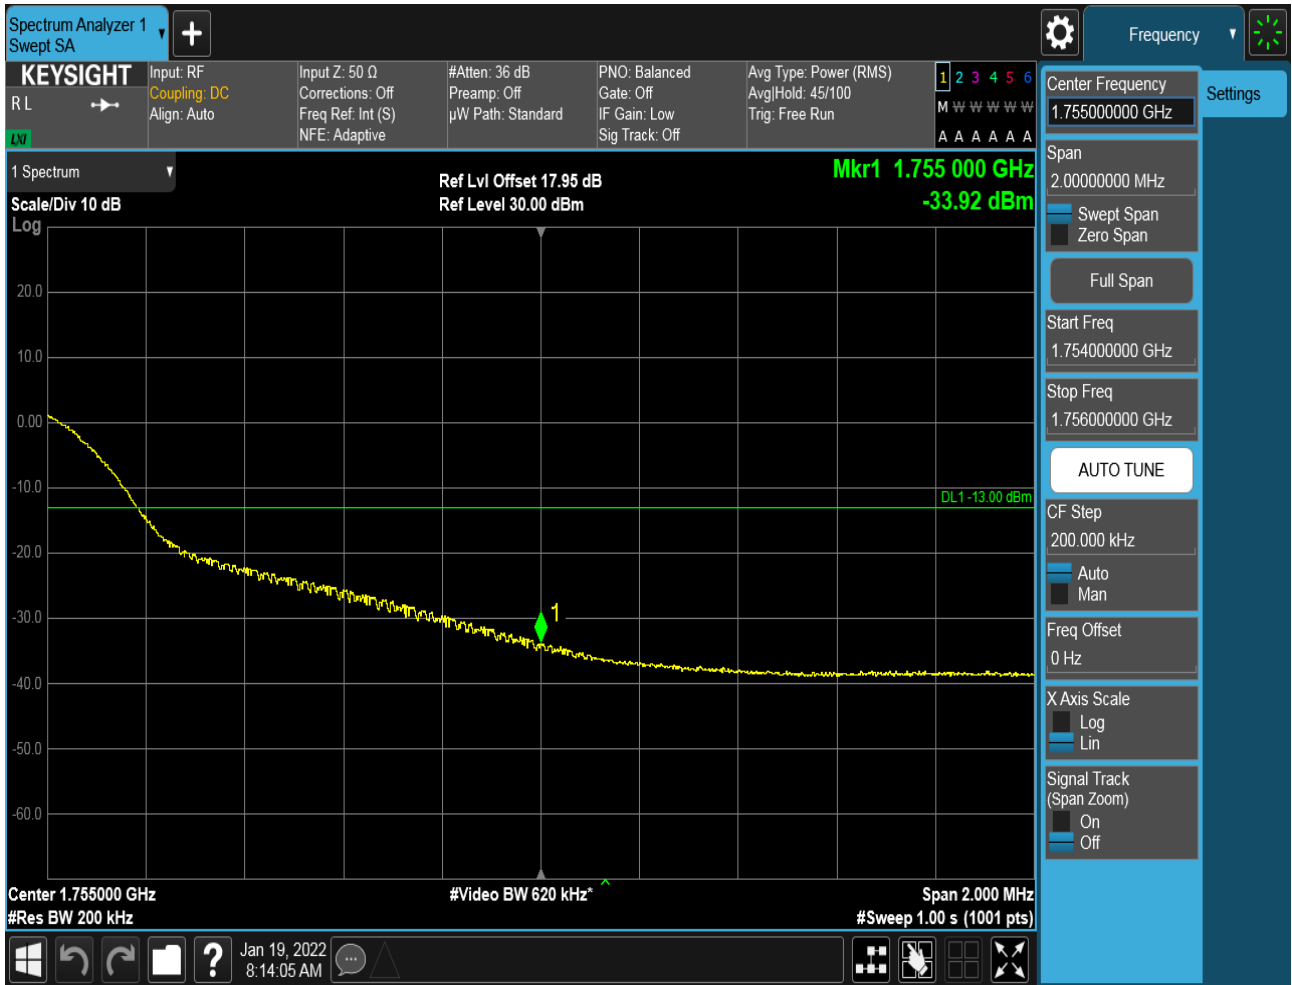 Spectrum Analyzer 1
Swept SA
Frequency
KEYSIGHT
R L
LXI
Input: RF
Coupling: DC
Align: Auto
Input Z: 50 Ω
Corrections: Off
Freq Ref: Int (S)
NFE: Adaptive
#Atten: 36 dB
Preamp: Off
µW Path: Standard
PNO: Balanced
Gate: Off
IF Gain: Low
Sig Track: Off
Avg Type: Power (RMS)
Avg|Hold: 45/100
Trig: Free Run
1 2 3 4 5 6
M W W W W W
A A A A A A
1 Spectrum
Scale/Div 10 dB
Log
Ref Lvl Offset 17.95 dB
Ref Level 30.00 dBm
Mkr1 1.755 000 GHz
-33.92 dBm
20.0
10.0
0.00
-10.0
-20.0
-30.0
-40.0
-50.0
-60.0
DL1 -13.00 dBm
1
Center 1.755000 GHz
#Res BW 200 kHz
#Video BW 620 kHz*
Span 2.000 MHz
#Sweep 1.00 s (1001 pts)
Jan 19, 2022
8:14:05 AM
Center Frequency
1.755000000 GHz
Settings
Span
2.00000000 MHz
Swept Span
Zero Span
Full Span
Start Freq
1.754000000 GHz
Stop Freq
1.756000000 GHz
AUTO TUNE
CF Step
200.000 kHz
Auto
Man
Freq Offset
0 Hz
X Axis Scale
Log
Lin
Signal Track
(Span Zoom)
On
Off